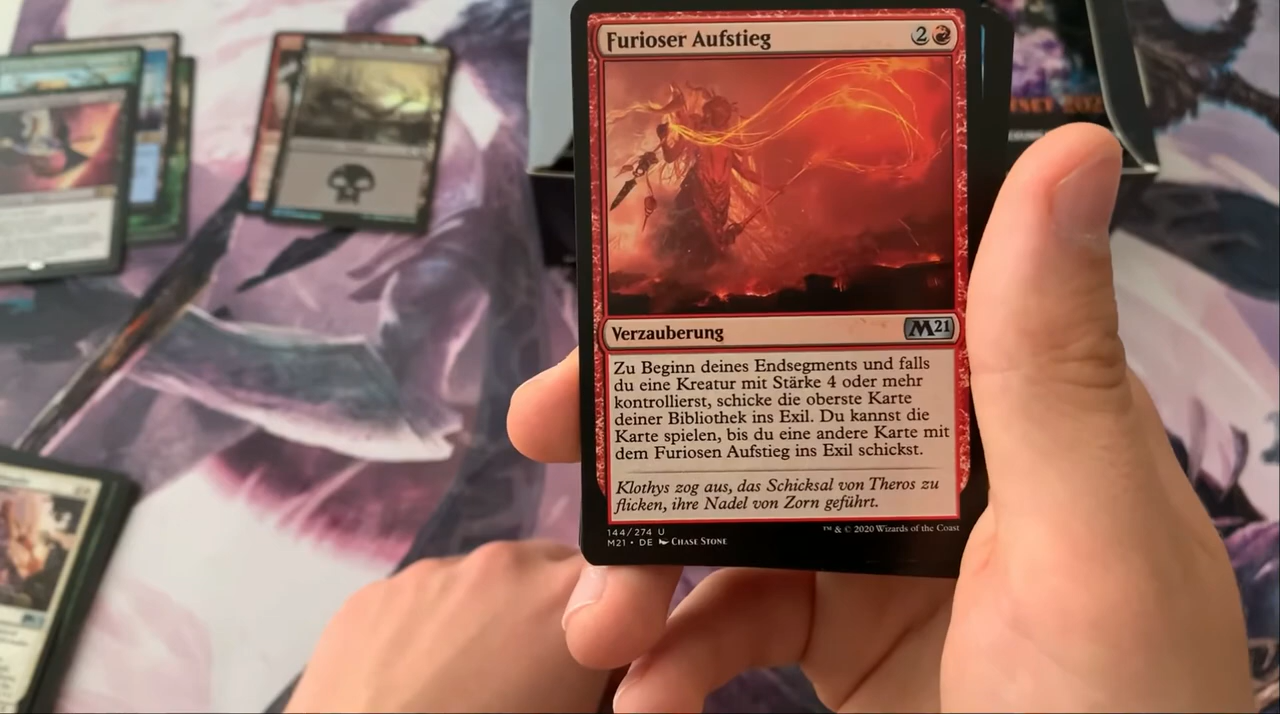 Furioser Aufstieg 2
Verzauberung M21
Zu Beginn deines Endsegments und falls
du eine Kreatur mit Stärke 4 oder mehr
kontrollierst, schicke die oberste Karte
deiner Bibliothek ins Exil. Du kannst die
Karte spielen, bis du eine andere Karte mit
dem Furiosen Aufstieg ins Exil schickst.
Klothys zog aus, das Schicksal von Theros zu
flicken, ihre Nadel von Zorn geführt.
144/274 U
M21 • DE Chase Stone
™ & © 2020 Wizards of the Coast